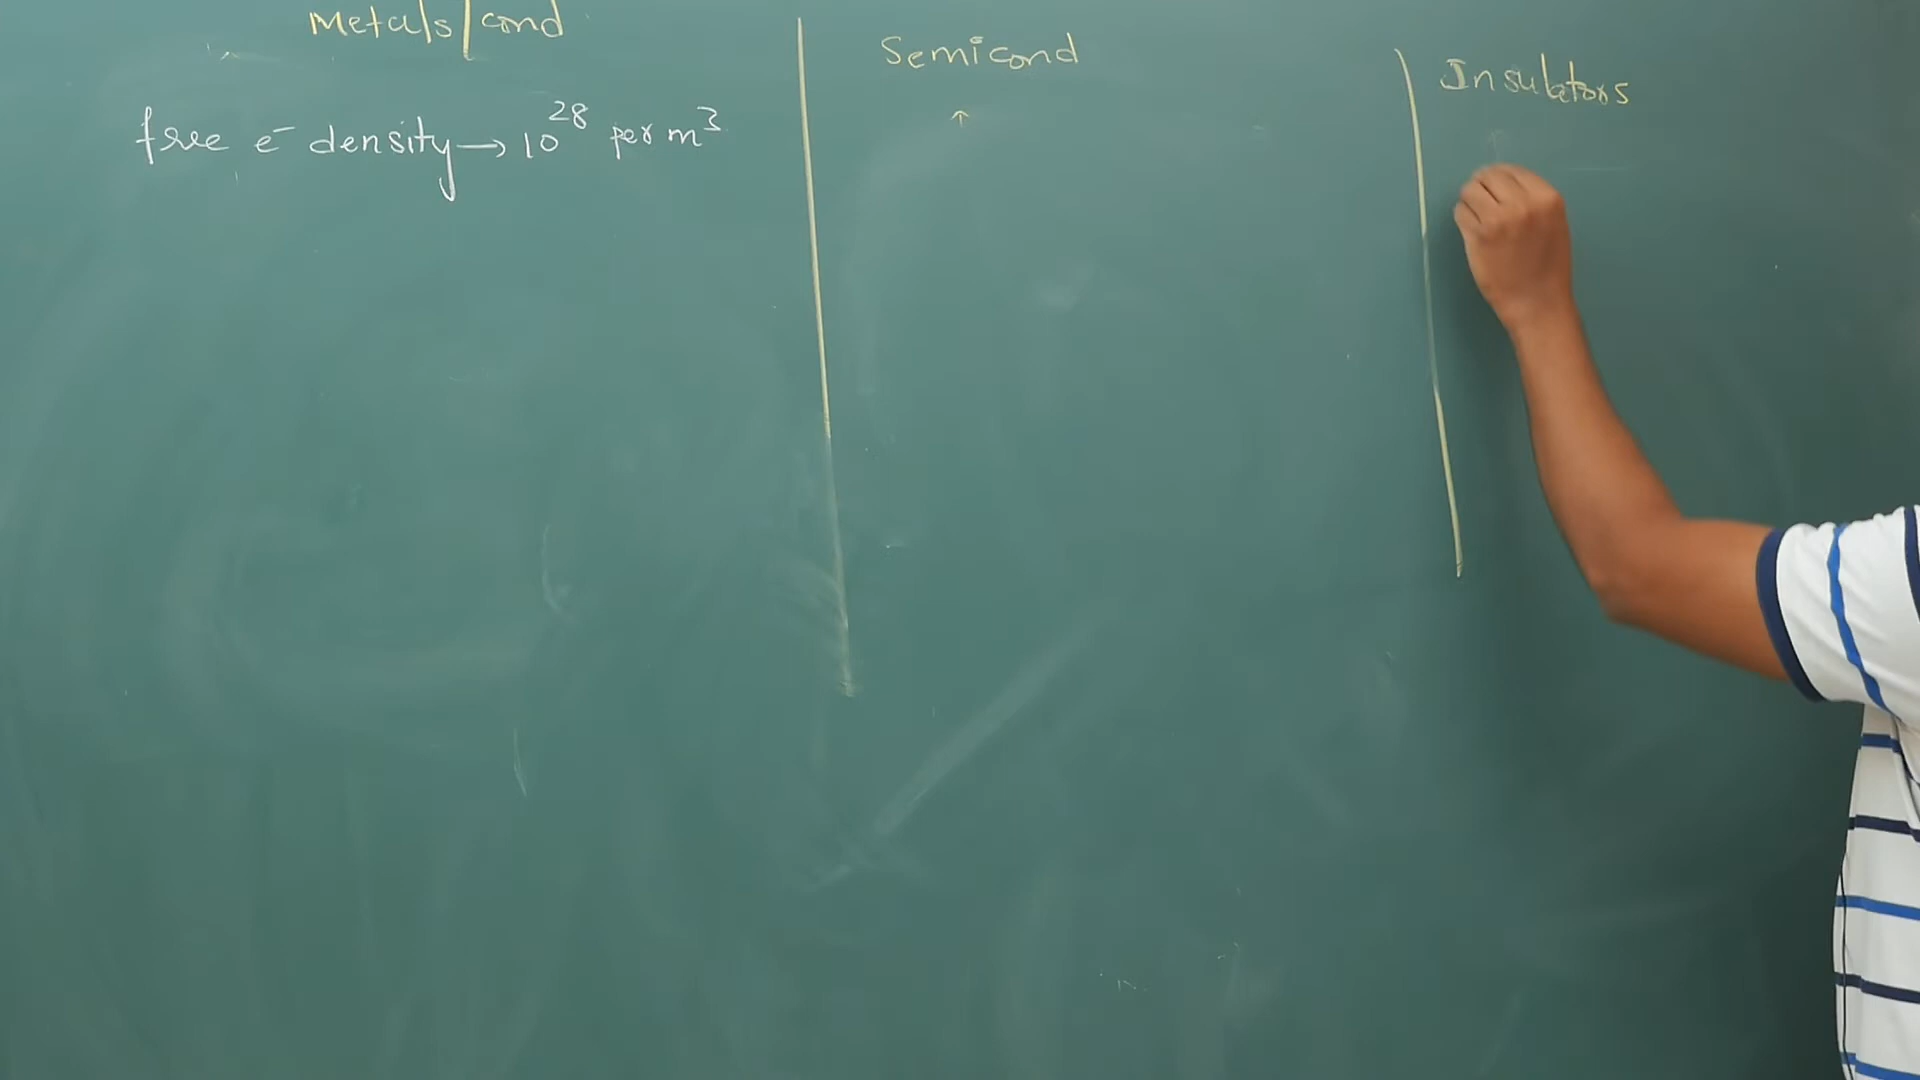 Metals/cond
Semicond
Insulators
free e⁻ density → 10²⁸ per m³
↑